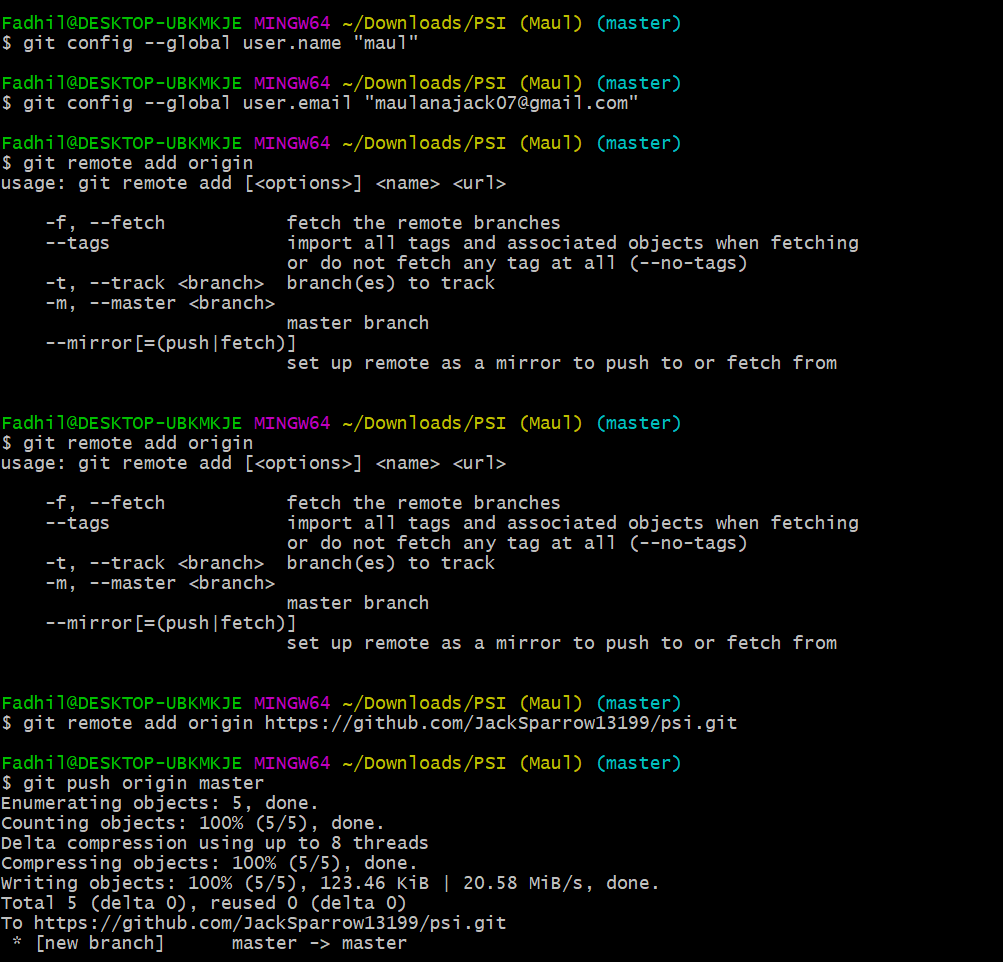 Fadhil@DESKTOP-UBKMKJE MINGW64 ~/Downloads/PSI (Maul) (master)
$ git config --global user.name "maul"
Fadhil@DESKTOP-UBKMKJE MINGW64 ~/Downloads/PSI (Maul) (master)
$ git config --global user.email "maulanajack07@gmail.com"
Fadhil@DESKTOP-UBKMKJE MINGW64 ~/Downloads/PSI (Maul) (master)
$ git remote add origin
usage: git remote add [<options>] <name> <url>
-f, --fetch fetch the remote branches
--tags import all tags and associated objects when fetching
or do not fetch any tag at all (--no-tags)
-t, --track <branch> branch(es) to track
-m, --master <branch>
master branch
--mirror[=(push|fetch)]
set up remote as a mirror to push to or fetch from
Fadhil@DESKTOP-UBKMKJE MINGW64 ~/Downloads/PSI (Maul) (master)
$ git remote add origin
usage: git remote add [<options>] <name> <url>
-f, --fetch fetch the remote branches
--tags import all tags and associated objects when fetching
or do not fetch any tag at all (--no-tags)
-t, --track <branch> branch(es) to track
-m, --master <branch>
master branch
--mirror[=(push|fetch)]
set up remote as a mirror to push to or fetch from
Fadhil@DESKTOP-UBKMKJE MINGW64 ~/Downloads/PSI (Maul) (master)
$ git remote add origin https://github.com/JackSparrow13199/psi.git
Fadhil@DESKTOP-UBKMKJE MINGW64 ~/Downloads/PSI (Maul) (master)
$ git push origin master
Enumerating objects: 5, done.
Counting objects: 100% (5/5), done.
Delta compression using up to 8 threads
Compressing objects: 100% (5/5), done.
Writing objects: 100% (5/5), 123.46 KiB | 20.58 MiB/s, done.
Total 5 (delta 0), reused 0 (delta 0)
To https://github.com/JackSparrow13199/psi.git
* [new branch] master -> master